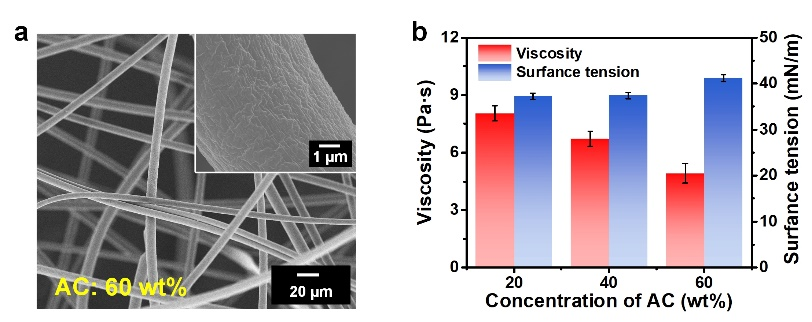 a
1 µm
AC: 60 wt%
20 µm
b
Viscosity
Surfance tension
12
9
6
3
0
Viscosity (Pa·s)
50
40
30
20
10
0
Surface tension (mN/m)
20 40 60
Concentration of AC (wt%)